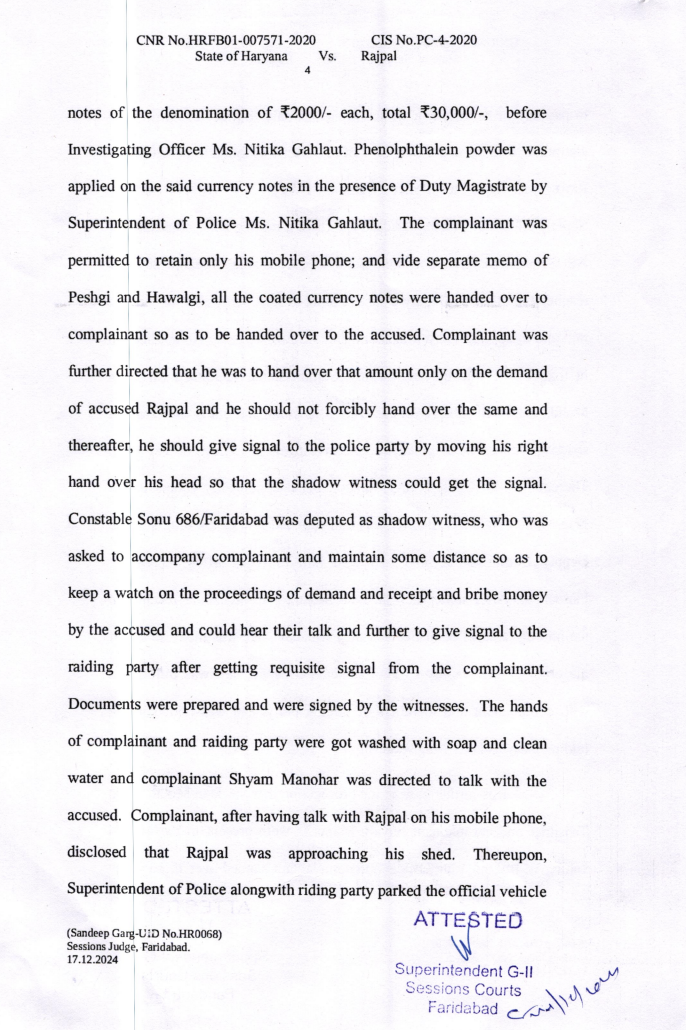 CNR No.HRFB01-007571-2020 CIS No.PC-4-2020
State of Haryana Vs. Rajpal
4
notes of the denomination of ₹2000/- each, total ₹30,000/-, before
Investigating Officer Ms. Nitika Gahlaut. Phenolphthalein powder was
applied on the said currency notes in the presence of Duty Magistrate by
Superintendent of Police Ms. Nitika Gahlaut. The complainant was
permitted to retain only his mobile phone; and vide separate memo of
Peshgi and Hawalgi, all the coated currency notes were handed over to
complainant so as to be handed over to the accused. Complainant was
further directed that he was to hand over that amount only on the demand
of accused Rajpal and he should not forcibly hand over the same and
thereafter, he should give signal to the police party by moving his right
hand over his head so that the shadow witness could get the signal.
Constable Sonu 686/Faridabad was deputed as shadow witness, who was
asked to accompany complainant and maintain some distance so as to
keep a watch on the proceedings of demand and receipt and bribe money
by the accused and could hear their talk and further to give signal to the
raiding party after getting requisite signal from the complainant.
Documents were prepared and were signed by the witnesses. The hands
of complainant and raiding party were got washed with soap and clean
water and complainant Shyam Manohar was directed to talk with the
accused. Complainant, after having talk with Rajpal on his mobile phone,
disclosed that Rajpal was approaching his shed. Thereupon,
Superintendent of Police alongwith riding party parked the official vehicle
(Sandeep Garg-UID No.HR0068)
Sessions Judge, Faridabad.
17.12.2024
ATTESTED
Superintendent G-II
Sessions Courts
Faridabad